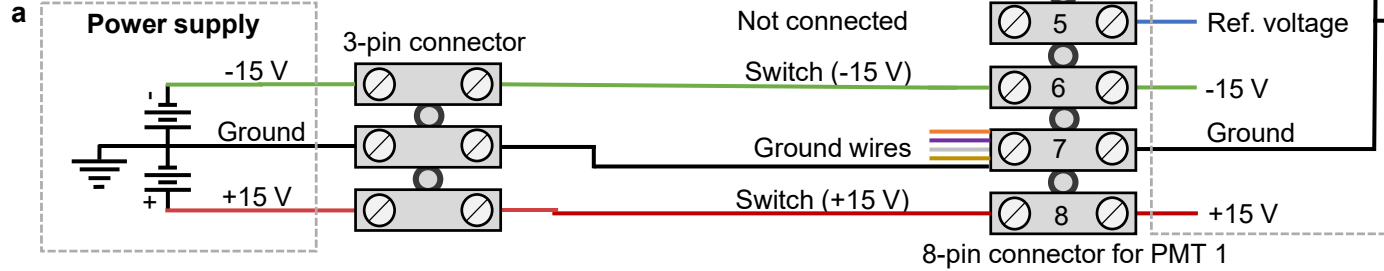 a
Power supply
Not connected
5
Ref. voltage
3-pin connector
-15 V
Switch (-15 V)
6
-15 V
-
Ground
Ground wires
7
Ground
+
+15 V
Switch (+15 V)
8
+15 V
8-pin connector for PMT 1